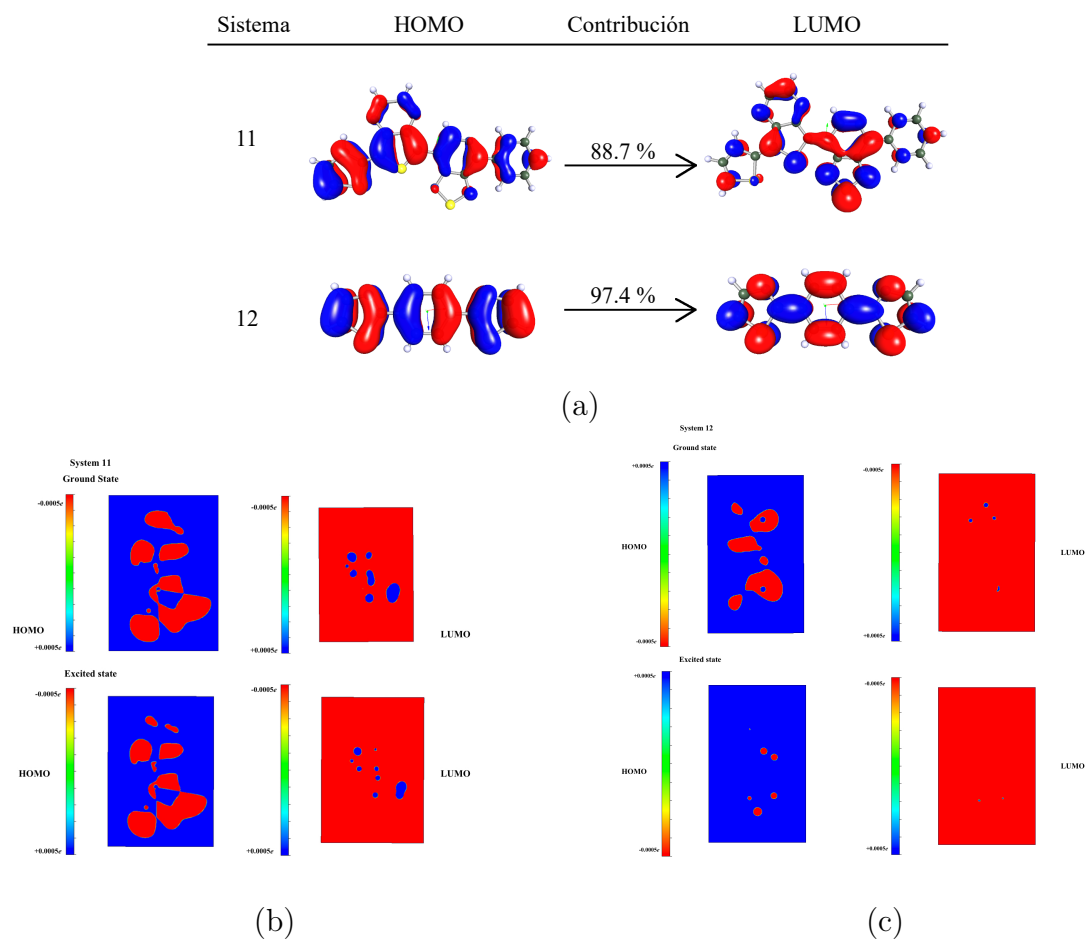 Sistema HOMO Contribución LUMO
11 88.7 %
12 97.4 %
(a)
System 11
Ground State
-0.0005e -0.0005e
HOMO LUMO
+0.0005e +0.0005e
Excited state
-0.0005e -0.0005e
HOMO LUMO
+0.0005e +0.0005e
(b)
System 12
Ground state
+0.0005e -0.0005e
HOMO LUMO
-0.0005e +0.0005e
Excited state
+0.0005e -0.0005e
HOMO LUMO
-0.0005e +0.0005e
(c)